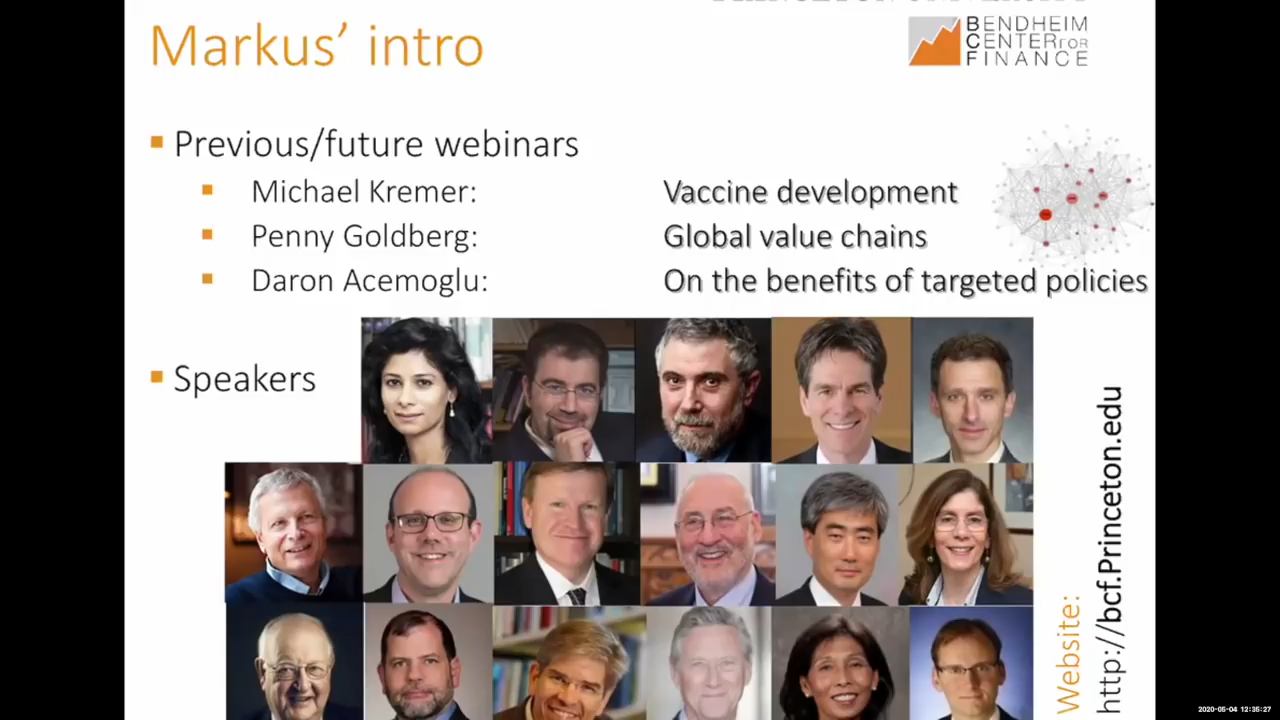 Markus' intro
BENDHEIM
CENTER FOR
FINANCE
Previous/future webinars
Michael Kremer: Vaccine development
Penny Goldberg: Global value chains
Daron Acemoglu: On the benefits of targeted policies
Speakers
Website:
http://bcf.Princeton.edu
2020-05-04 12:35:27